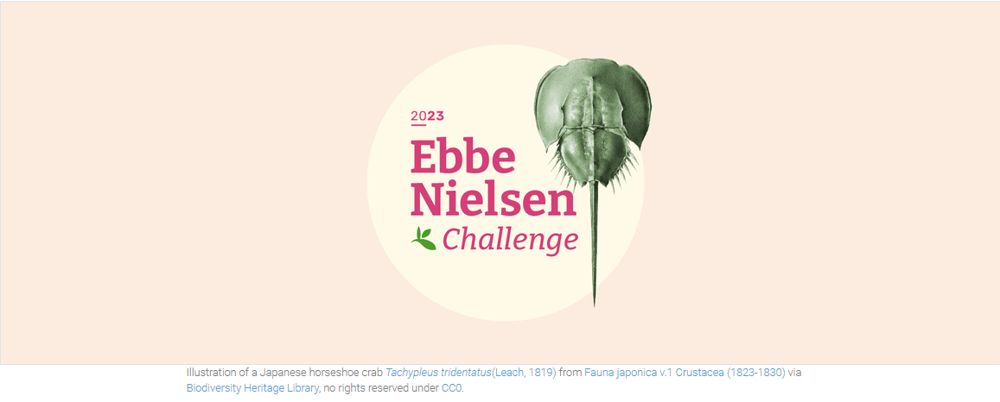 2023
Ebbe
Nielsen
Challenge
Illustration of a Japanese horseshoe crab Tachypleus tridentatus(Leach, 1819) from Fauna japonica v.1 Crustacea (1823-1830) via
Biodiversity Heritage Library, no rights reserved under CC0.